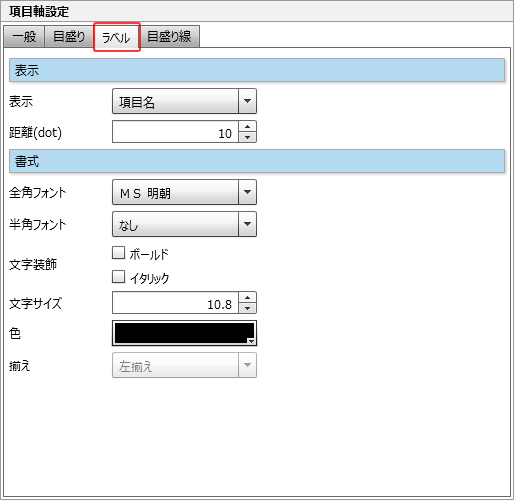 項目軸設定
一般 目盛り ラベル 目盛り線
表示
表示 項目名
距離(dot) 10
書式
全角フォント ＭＳ 明朝
半角フォント なし
文字装飾 ボールド
イタリック
文字サイズ 10.8
色
揃え 左揃え